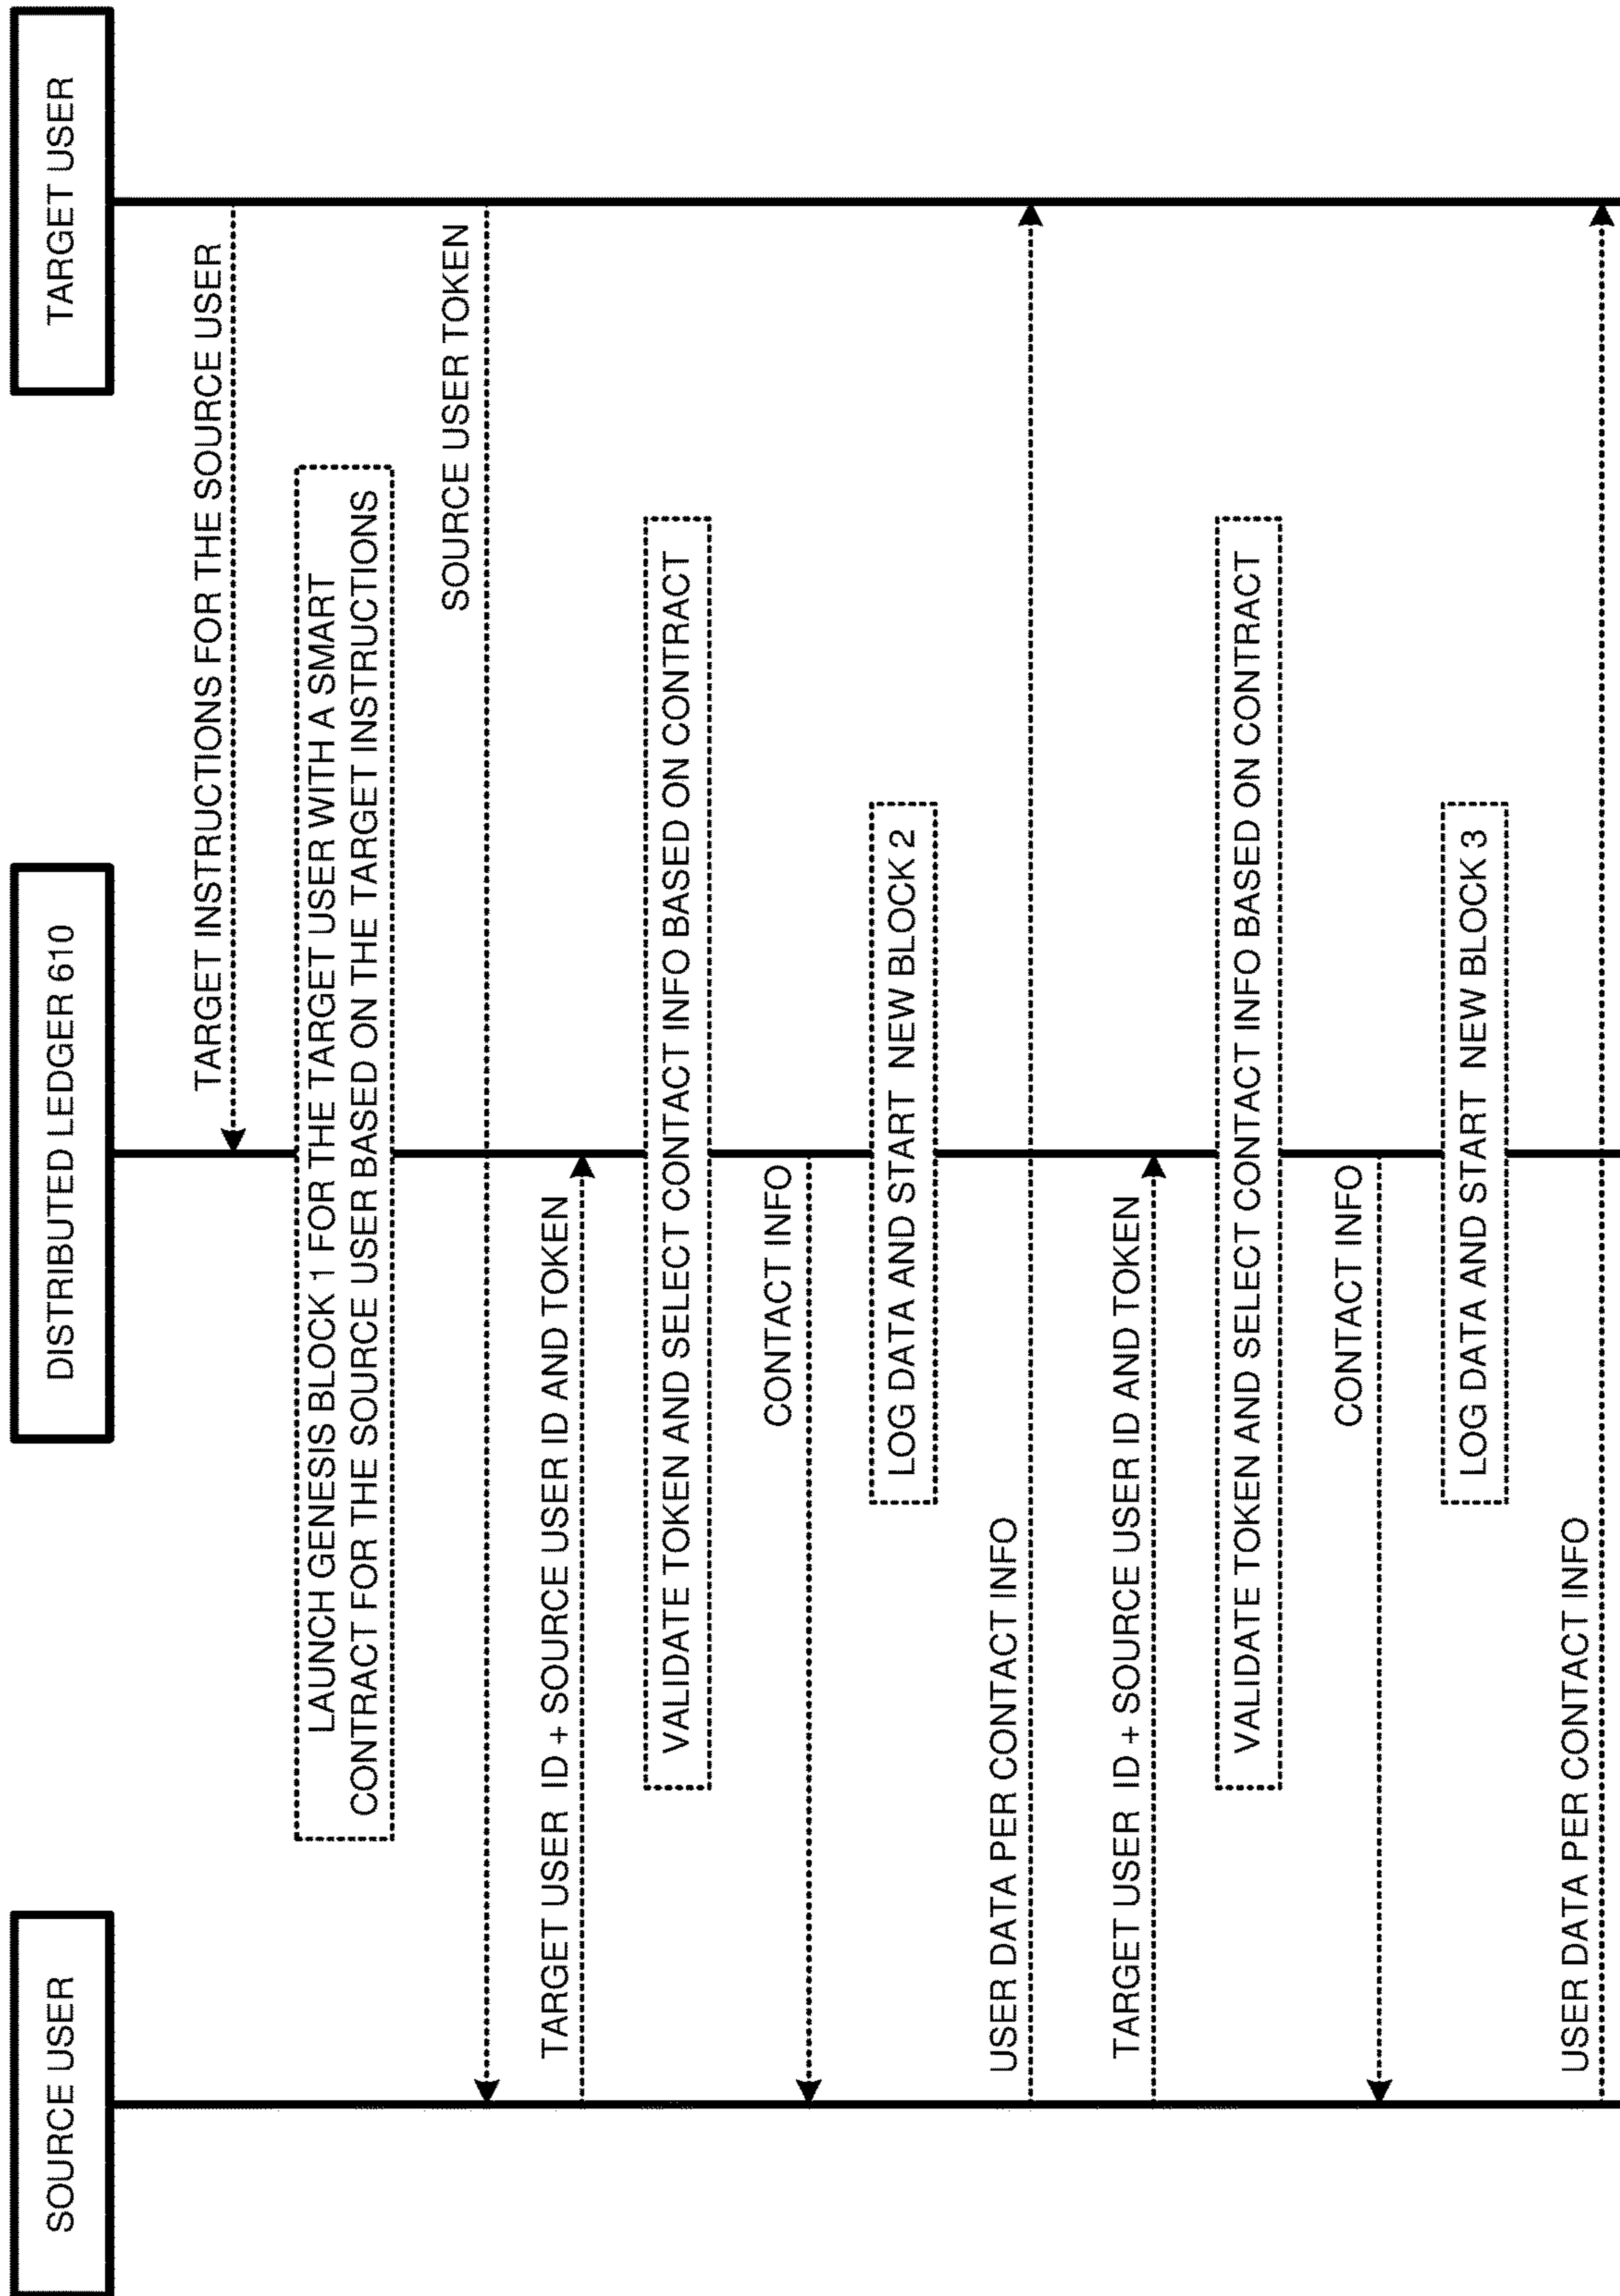 SOURCE USER
DISTRIBUTED LEDGER 610
TARGET USER
TARGET INSTRUCTIONS FOR THE SOURCE USER
LAUNCH GENESIS BLOCK 1 FOR THE TARGET USER WITH A SMART
CONTRACT FOR THE SOURCE USER BASED ON THE TARGET INSTRUCTIONS
SOURCE USER TOKEN
TARGET USER ID + SOURCE USER ID AND TOKEN
VALIDATE TOKEN AND SELECT CONTACT INFO BASED ON CONTRACT
CONTACT INFO
LOG DATA AND START NEW BLOCK 2
USER DATA PER CONTACT INFO
TARGET USER ID + SOURCE USER ID AND TOKEN
VALIDATE TOKEN AND SELECT CONTACT INFO BASED ON CONTRACT
CONTACT INFO
LOG DATA AND START NEW BLOCK 3
USER DATA PER CONTACT INFO